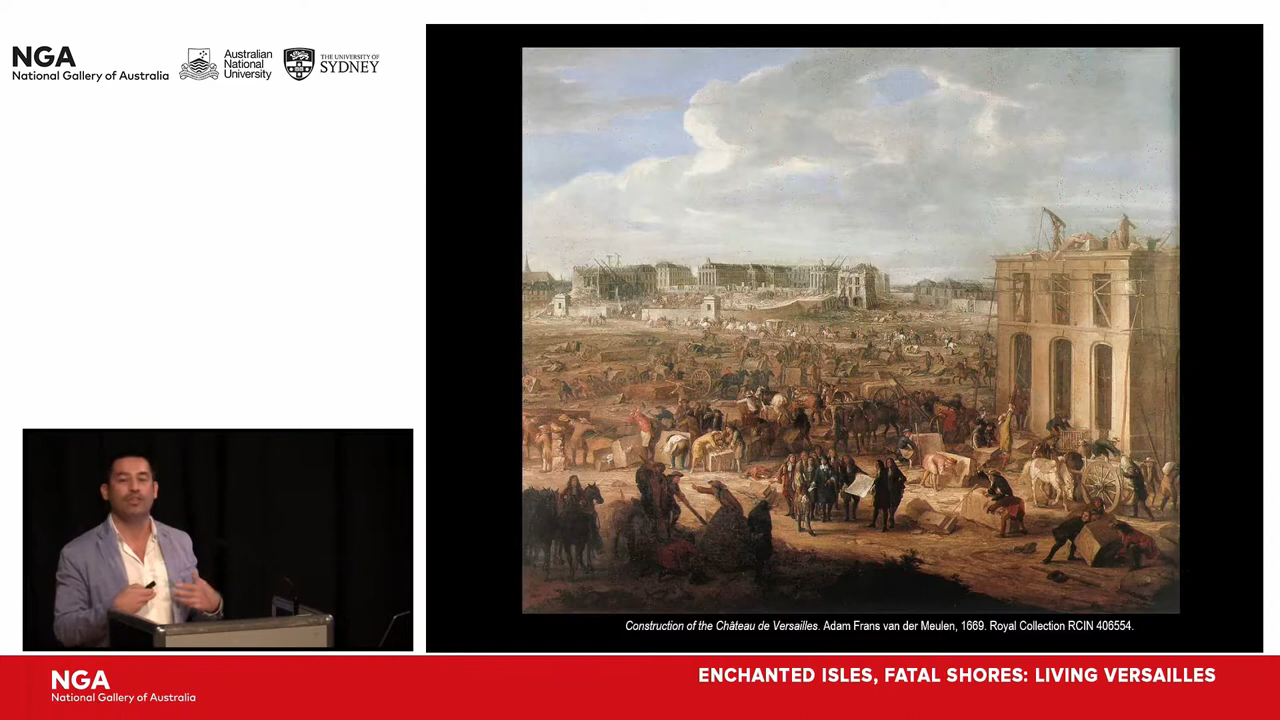 NGA
National Gallery of Australia
Australian
National
University
THE UNIVERSITY OF
SYDNEY
Construction of the Château de Versailles. Adam Frans van der Meulen, 1669. Royal Collection RCIN 406554.
NGA
National Gallery of Australia
ENCHANTED ISLES, FATAL SHORES: LIVING VERSAILLES